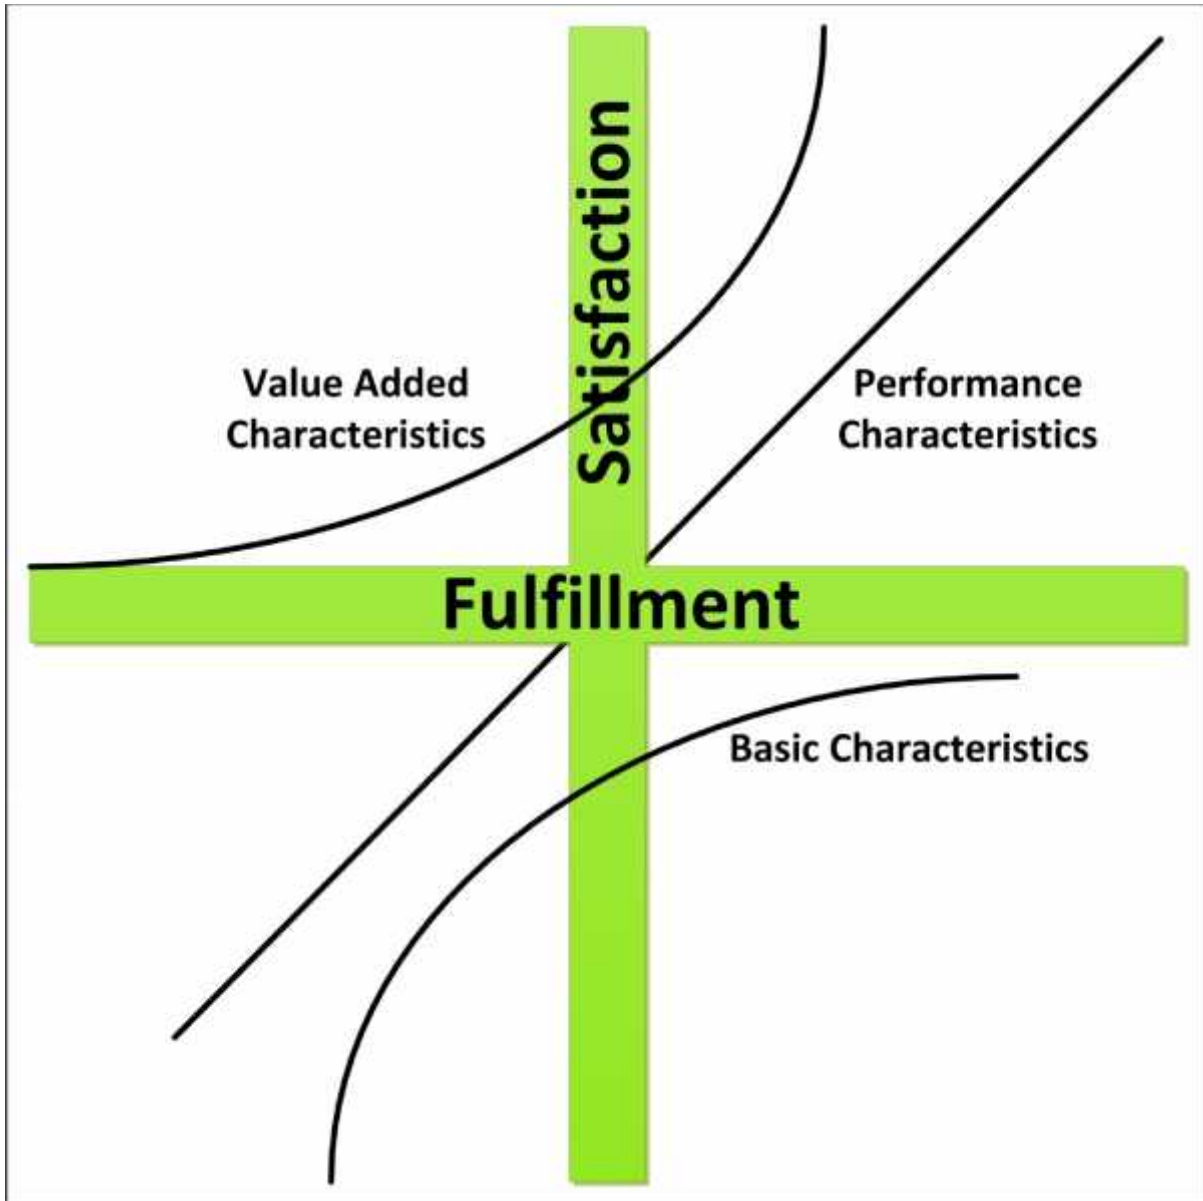 Satisfaction
Value Added
Characteristics
Performance
Characteristics
Fulfillment
Basic Characteristics